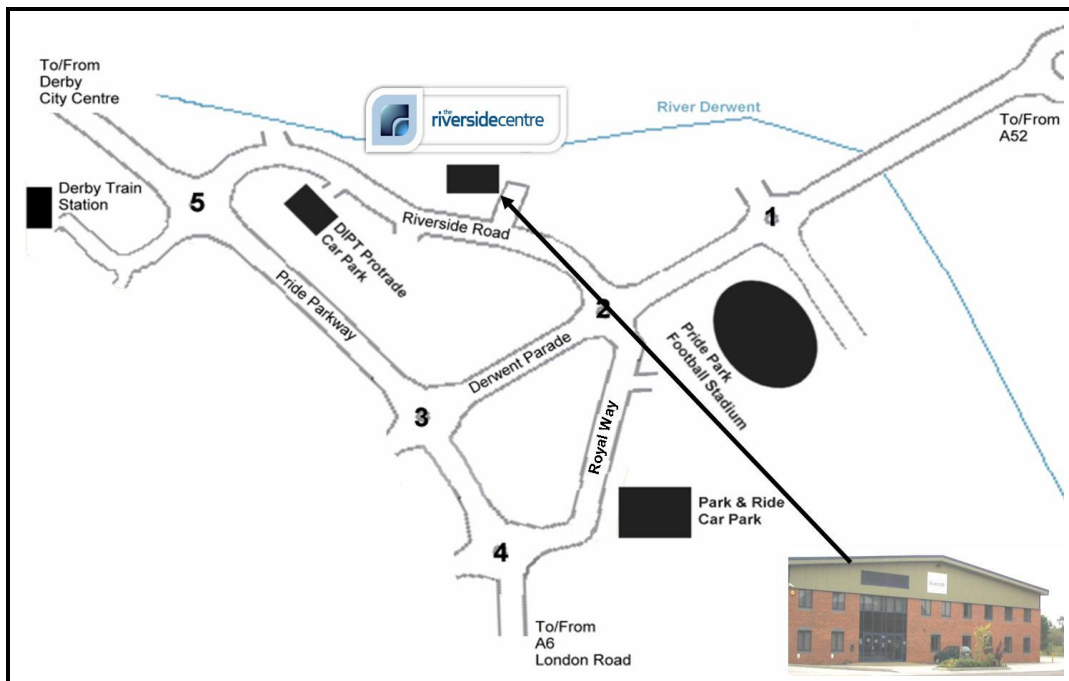 To/From
Derby
City Centre
the
riversidecentre
River Derwent
To/From
A52
Derby Train
Station
5
1
DIPT Protrade
Car Park
Riverside Road
Pride Parkway
2
Pride Park
Football Stadium
Derwent Parade
3
Royal Way
Park & Ride
Car Park
4
To/From
A6
London Road